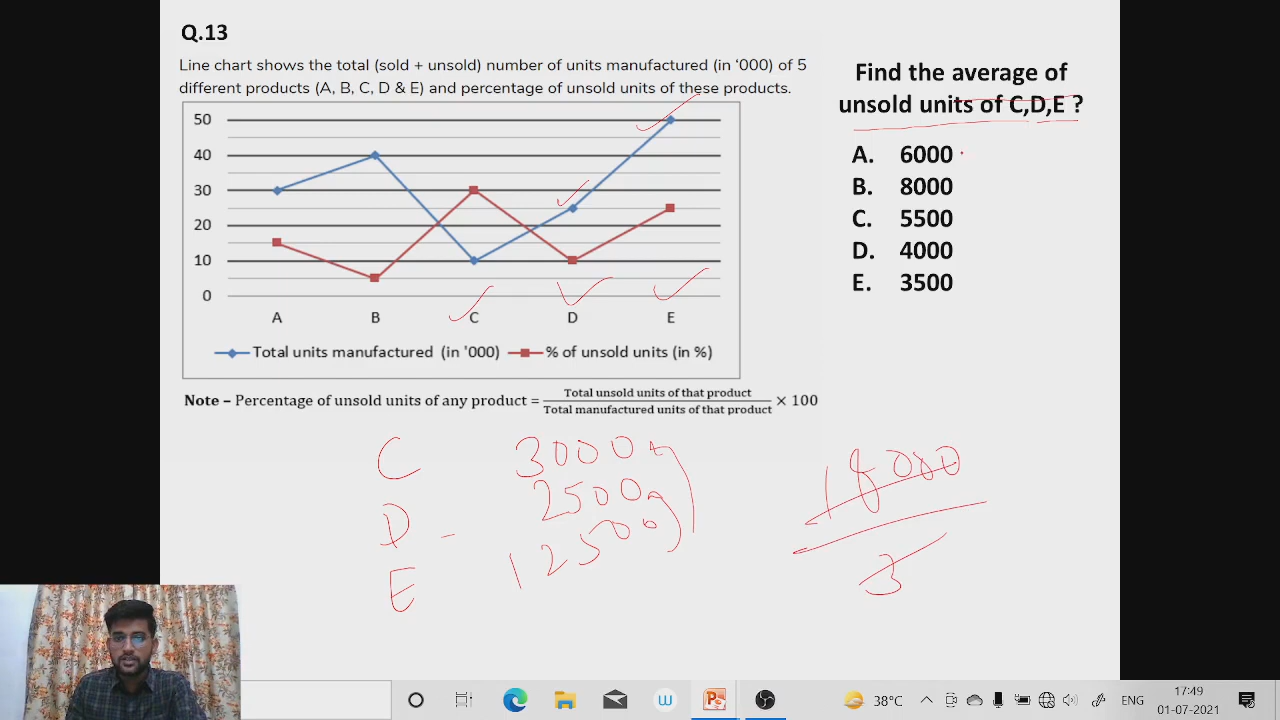 Q.13
Line chart shows the total (sold + unsold) number of units manufactured (in ‘000) of 5
different products (A, B, C, D & E) and percentage of unsold units of these products.
50
40
30
20
10
0
A B C D E
Total units manufactured (in '000) % of unsold units (in %)
Note – Percentage of unsold units of any product = Total unsold units of that product
Total manufactured units of that product × 100
Find the average of
unsold units of C,D,E ?
A. 6000
B. 8000
C. 5500
D. 4000
E. 3500
C 3000
D - 2500
E 12500
18000
3
38°C ENG 17:49
01-07-2021